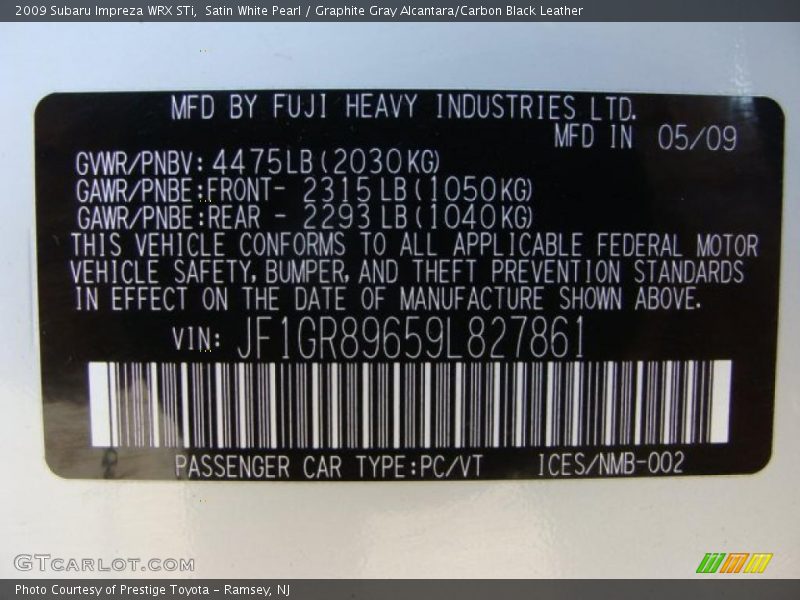 2009 Subaru Impreza WRX STi, Satin White Pearl / Graphite Gray Alcantara/Carbon Black Leather
MFD BY FUJI HEAVY INDUSTRIES LTD.
MFD IN 05/09
GVWR/PNBV: 4475LB (2030KG)
GAWR/PNBE:FRONT- 2315LB (1050KG)
GAWR/PNBE:REAR - 2293LB (1040KG)
THIS VEHICLE CONFORMS TO ALL APPLICABLE FEDERAL MOTOR
VEHICLE SAFETY, BUMPER, AND THEFT PREVENTION STANDARDS
IN EFFECT ON THE DATE OF MANUFACTURE SHOWN ABOVE.
VIN: JF1GR89659L827861
PASSENGER CAR TYPE:PC/VT ICES/NMB-002
GTCARLOT.COM
Photo Courtesy of Prestige Toyota - Ramsey, NJ